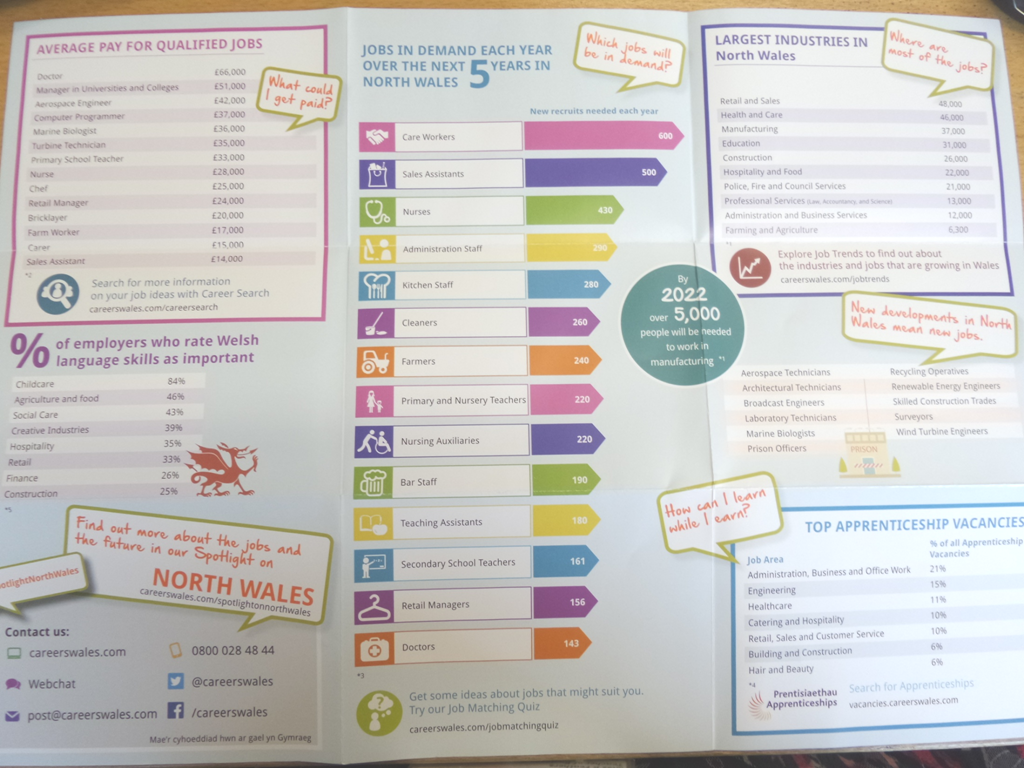 AVERAGE PAY FOR QUALIFIED JOBS
Doctor £66,000
Manager in Universities and Colleges £51,000
Aerospace Engineer £42,000
Computer Programmer £37,000
Marine Biologist £36,000
Turbine Technician £35,000
Primary School Teacher £33,000
Nurse £28,000
Chef £25,000
Retail Manager £24,000
Bricklayer £20,000
Farm Worker £17,000
Carer £15,000
Sales Assistant £14,000
What could
I get paid?
*2
Search for more information
on your job ideas with Career Search
careerswales.com/careersearch
% of employers who rate Welsh
language skills as important
Childcare 84%
Agriculture and food 46%
Social Care 43%
Creative Industries 39%
Hospitality 35%
Retail 33%
Finance 26%
Construction 25%
*5
Find out more about the jobs and
the future in our Spotlight on
NORTH WALES
careerswales.com/spotlightonnorthwales
otlightNorthWales
Contact us:
careerswales.com
0800 028 48 44
Webchat
@careerswales
post@careerswales.com
/careerswales
Mae'r cyhoeddiad hwn ar gael yn Gymraeg
JOBS IN DEMAND EACH YEAR
OVER THE NEXT 5 YEARS IN
NORTH WALES
Which jobs will
be in demand?
New recruits needed each year
Care Workers 600
Sales Assistants 500
Nurses 430
Administration Staff 290
Kitchen Staff 280
Cleaners 260
Farmers 240
Primary and Nursery Teachers 220
Nursing Auxiliaries 220
Bar Staff 190
Teaching Assistants 180
Secondary School Teachers 161
Retail Managers 156
Doctors 143
*3
Get some ideas about jobs that might suit you.
Try our Job Matching Quiz
careerswales.com/jobmatchingquiz
By
2022
over 5,000
people will be needed
to work in
manufacturing *1
LARGEST INDUSTRIES IN
North Wales
Where are
most of the jobs?
Retail and Sales 48,000
Health and Care 46,000
Manufacturing 37,000
Education 31,000
Construction 26,000
Hospitality and Food 22,000
Police, Fire and Council Services 21,000
Professional Services (Law, Accountancy, and Science) 13,000
Administration and Business Services 12,000
Farming and Agriculture 6,300
Explore Job Trends to find out about
the industries and jobs that are growing in Wales
careerswales.com/jobtrends
New developments in North
Wales mean new jobs.
Aerospace Technicians
Architectural Technicians
Broadcast Engineers
Laboratory Technicians
Marine Biologists
Prison Officers
Recycling Operatives
Renewable Energy Engineers
Skilled Construction Trades
Surveyors
Wind Turbine Engineers
PRISON
How can I learn
while I earn?
TOP APPRENTICESHIP VACANCIES
Job Area
% of all Apprenticeship
Vacancies
Administration, Business and Office Work 21%
Engineering 15%
Healthcare 11%
Catering and Hospitality 10%
Retail, Sales and Customer Service 10%
Building and Construction 6%
Hair and Beauty 6%
*4
Prentisiaethau
Apprenticeships
Search for Apprenticeships
vacancies.careerswales.com